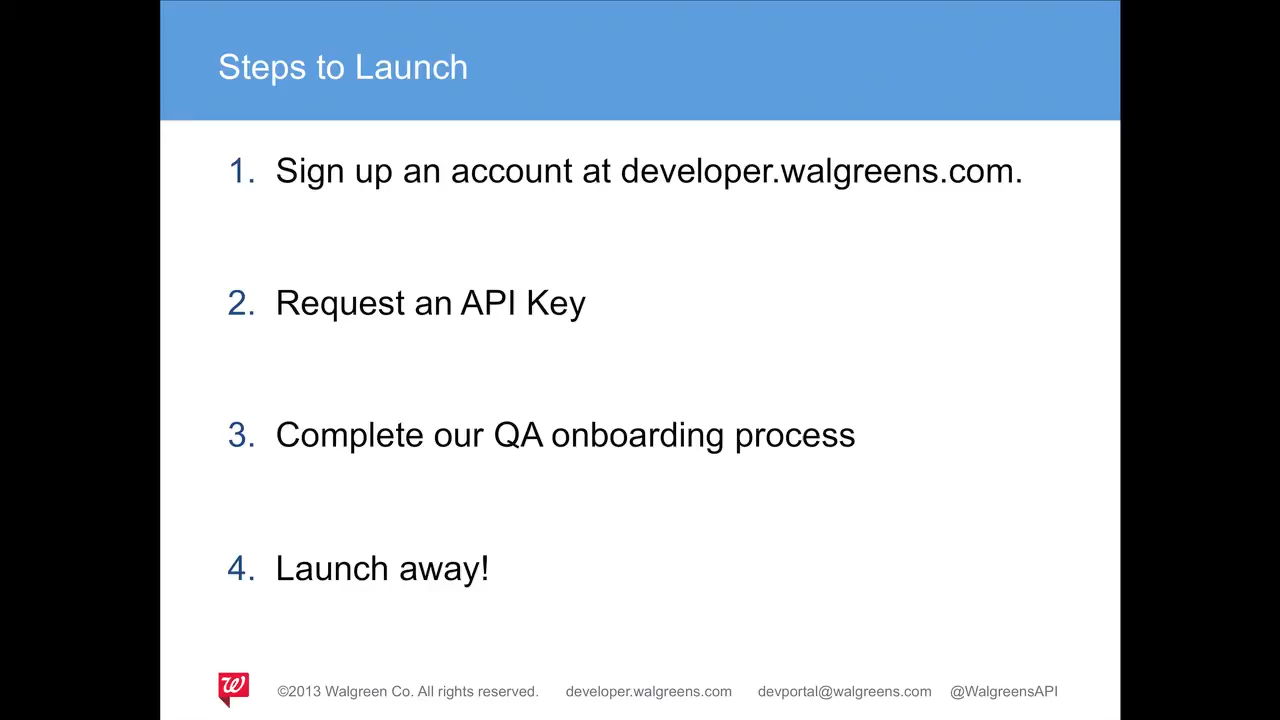 Steps to Launch
1. Sign up an account at developer.walgreens.com.
2. Request an API Key
3. Complete our QA onboarding process
4. Launch away!
W ©2013 Walgreen Co. All rights reserved. developer.walgreens.com devportal@walgreens.com @WalgreensAPI